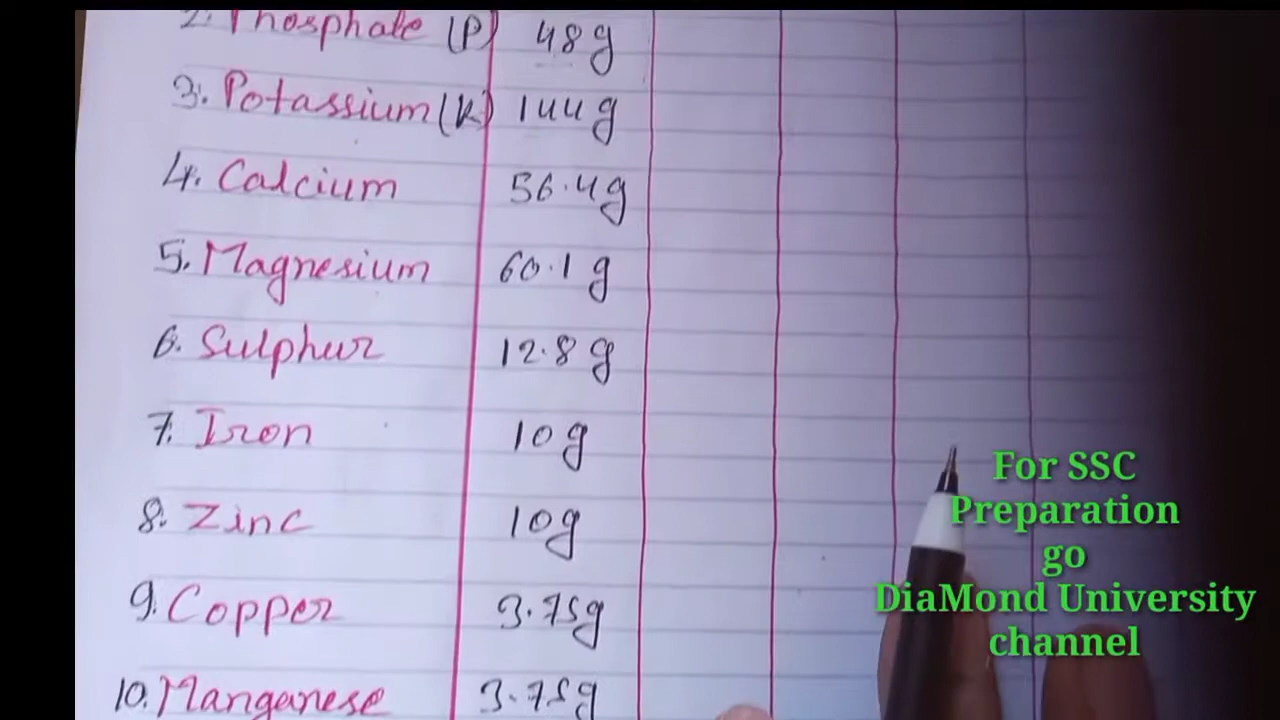 2. Phosphate (P) 48g
3. Potassium (K) 144g
4. Calcium 56.4g
5. Magnesium 60.1g
6. Sulphur 12.8g
7. Iron 10g
8. Zinc 10g
9. Copper 3.75g
10. Manganese 3.75g
For SSC
Preparation
go
DiaMond University
channel